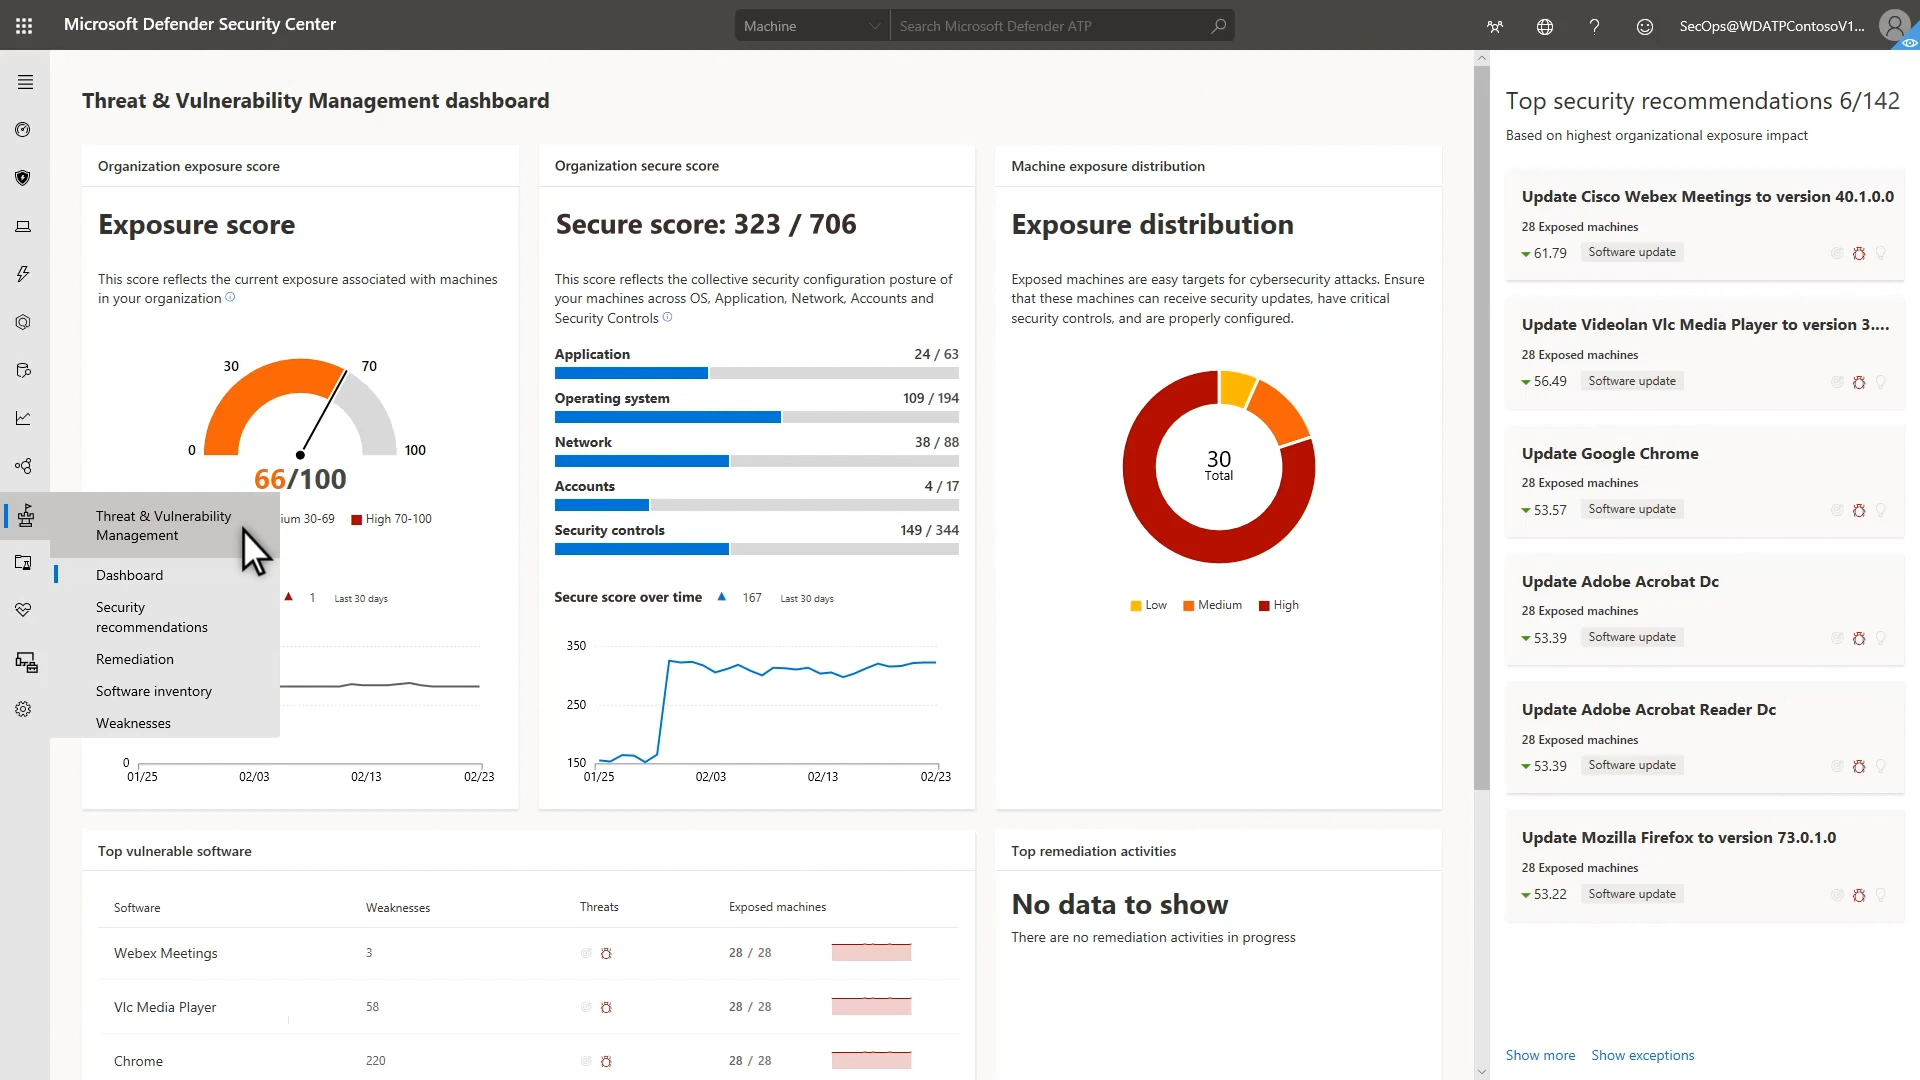 Microsoft Defender Security Center
Machine
Search Microsoft Defender ATP
SecOps@WDATPContosoV1...
Threat & Vulnerability Management dashboard
Organization exposure score
Exposure score
This score reflects the current exposure associated with machines
in your organization
30
70
0
100
66/100
ium 30-69
High 70-100
1
Last 30 days
0
01/25
02/03
02/13
02/23
Threat & Vulnerability
Management
Dashboard
Security
recommendations
Remediation
Software inventory
Weaknesses
Organization secure score
Secure score: 323 / 706
This score reflects the collective security configuration posture of
your machines across OS, Application, Network, Accounts and
Security Controls
Application
24 / 63
Operating system
109 / 194
Network
38 / 88
Accounts
4 / 17
Security controls
149 / 344
Secure score over time
167
Last 30 days
350
250
150
01/25
02/03
02/13
02/23
Machine exposure distribution
Exposure distribution
Exposed machines are easy targets for cybersecurity attacks. Ensure
that these machines can receive security updates, have critical
security controls, and are properly configured.
30
Total
Low
Medium
High
Top vulnerable software
Software
Weaknesses
Threats
Exposed machines
Webex Meetings
3
28 / 28
Vlc Media Player
58
28 / 28
Chrome
220
28 / 28
Top remediation activities
No data to show
There are no remediation activities in progress
Top security recommendations 6/142
Based on highest organizational exposure impact
Update Cisco Webex Meetings to version 40.1.0.0
28 Exposed machines
61.79
Software update
Update Videolan Vlc Media Player to version 3....
28 Exposed machines
56.49
Software update
Update Google Chrome
28 Exposed machines
53.57
Software update
Update Adobe Acrobat Dc
28 Exposed machines
53.39
Software update
Update Adobe Acrobat Reader Dc
28 Exposed machines
53.39
Software update
Update Mozilla Firefox to version 73.0.1.0
28 Exposed machines
53.22
Software update
Show more
Show exceptions